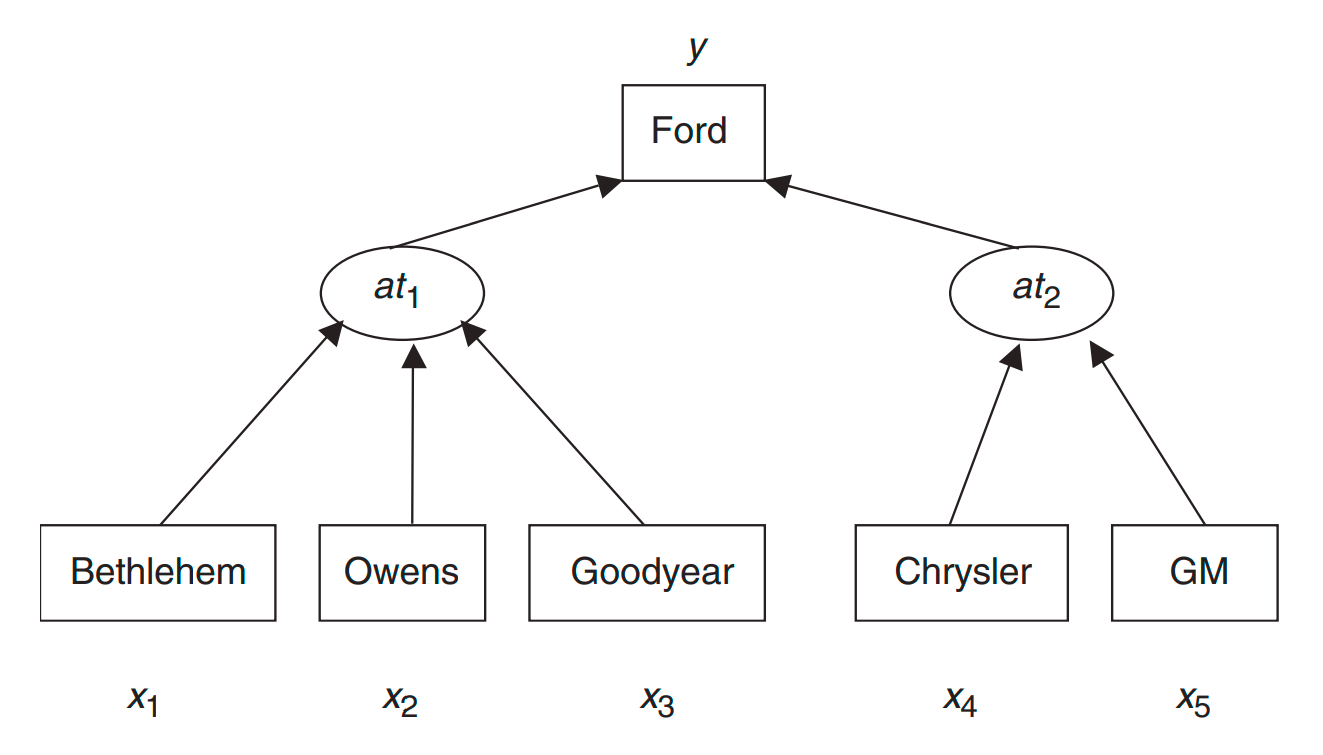 y
Ford
at₁ at₂
Bethlehem Owens Goodyear Chrysler GM
x₁ x₂ x₃ x₄ x₅